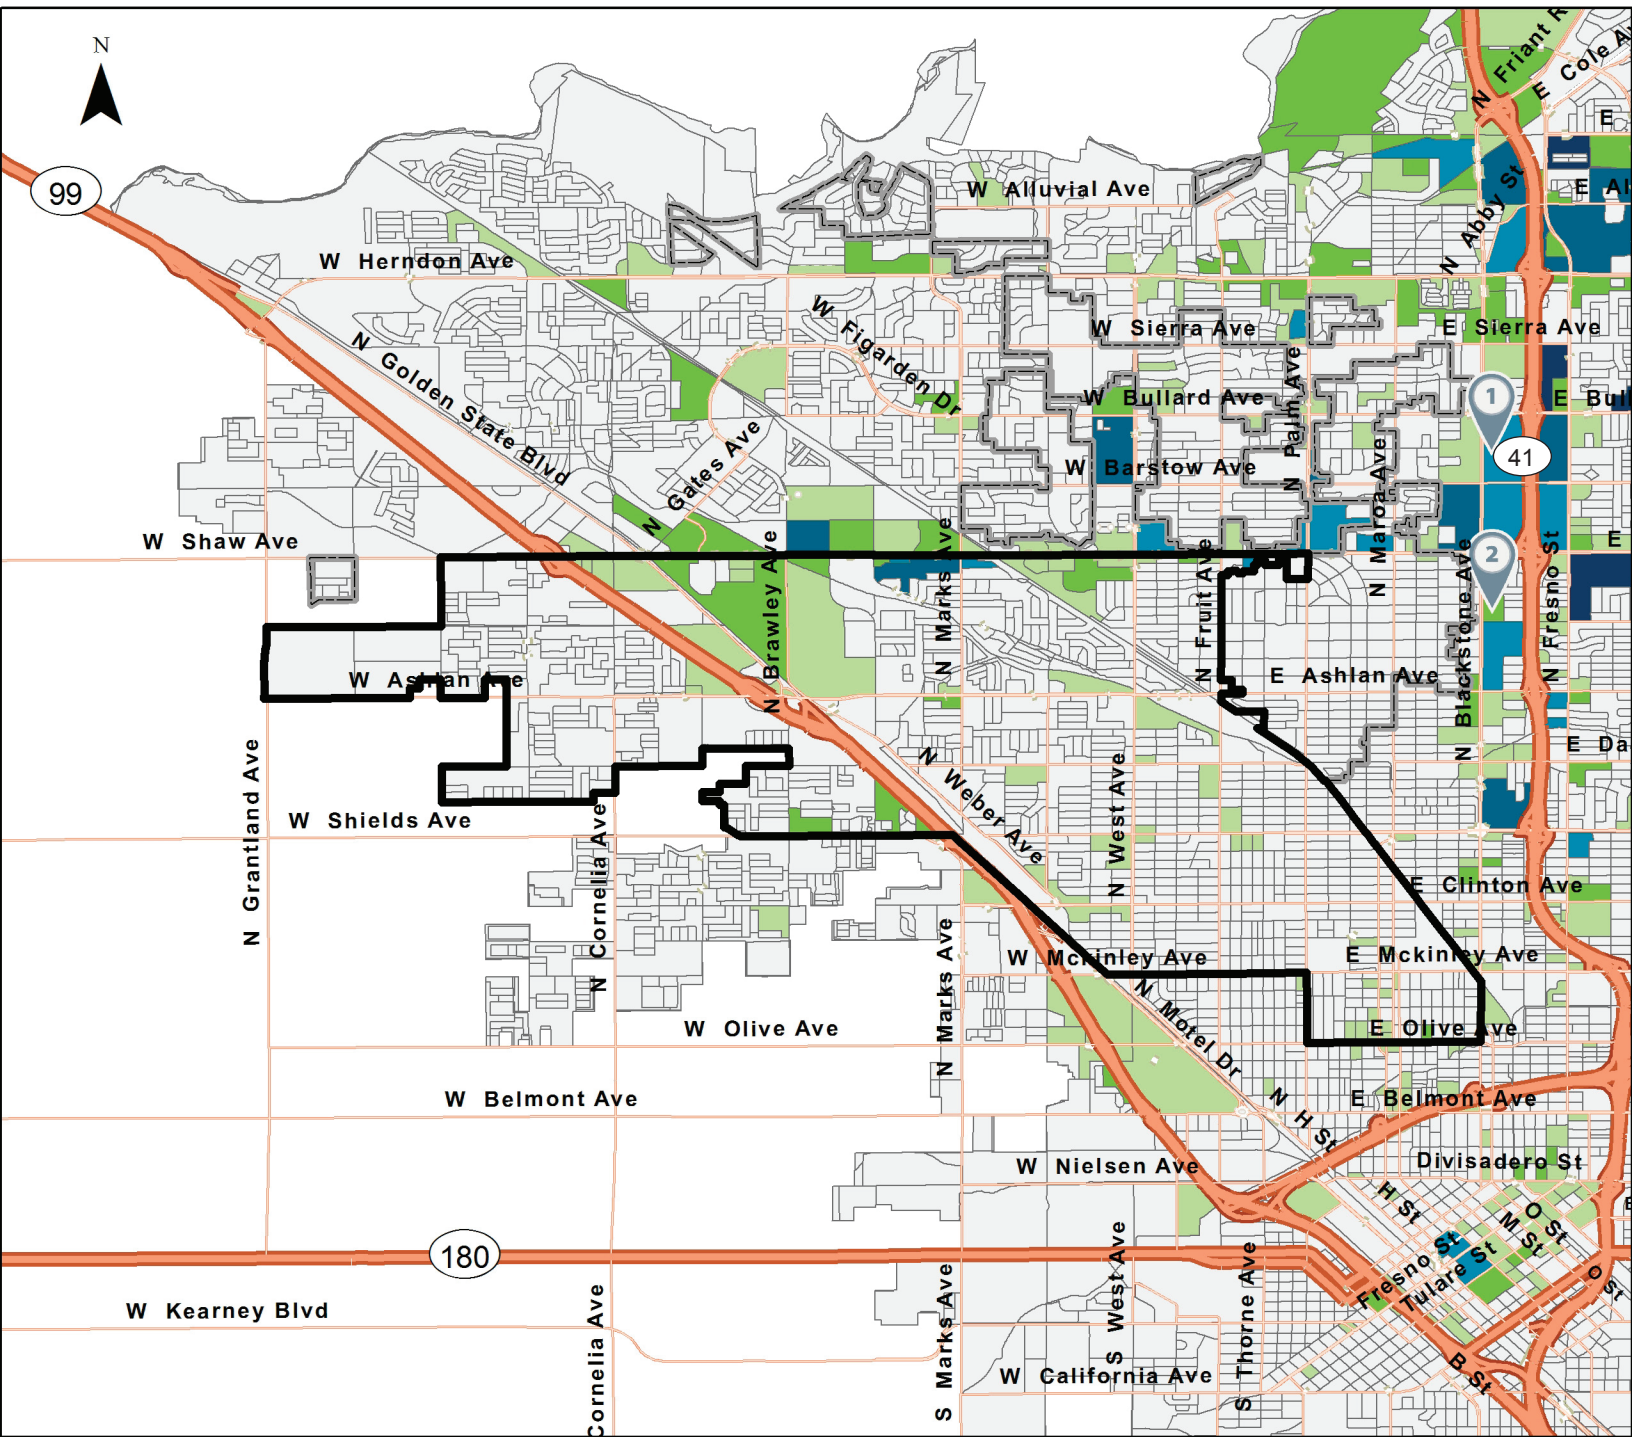 N
N Friant R
E Cole Av
E
99
W Alluvial Ave
E Al
N Abby St
W Herndon Ave
W Figarden Dr
W Sierra Ave
E Sierra Ave
N Golden State Blvd
N Palm Ave
W Bullard Ave
1
E Bull
N Gates Ave
W Barstow Ave
41
N Maroa Ave
W Shaw Ave
N Brawley Ave
N Marks Ave
N Fruit Ave
2
N Blackstone Ave
N Fresno St
E
W Ashlan Ave
E Ashlan Ave
N Grantland Ave
N Weber Ave
N West Ave
E Da
W Shields Ave
N Cornelia Ave
E Clinton Ave
N Marks Ave
W Mckinley Ave
E Mckinley Ave
N Motel Dr
W Olive Ave
E Olive Ave
W Belmont Ave
N H St
E Belmont Ave
W Nielsen Ave
Divisadero St
H St
O St
M St
E
180
S West Ave
S Thorne Ave
Fresno St
Tulare St
O St
W Kearney Blvd
Cornelia Ave
S Marks Ave
W California Ave
B St